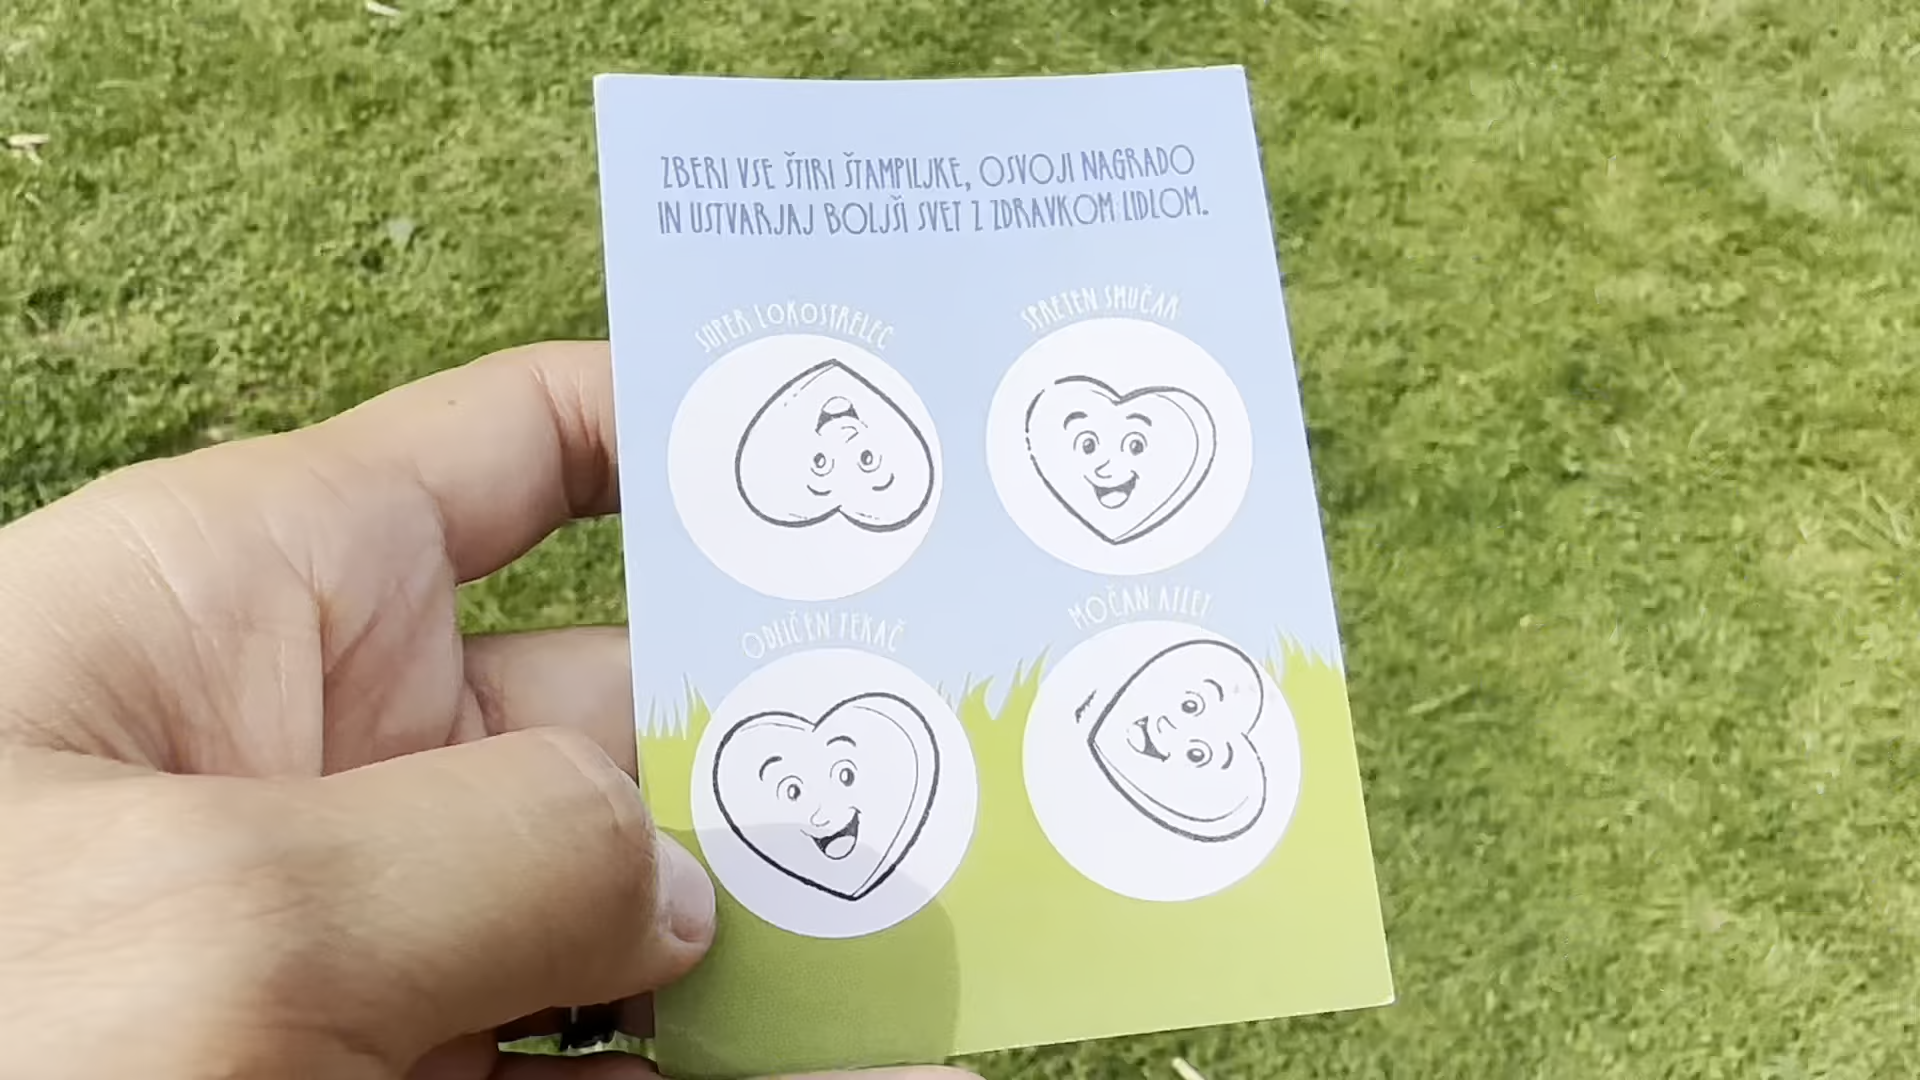 ZBERI VSE ŠTIRI ŠTAMPILJKE, OSVOJI NAGRADO
IN USTVARJAJ BOLJŠI SVET Z ZDRAVKOM LIDLOM.
SUPER LOKOSTRELEC
SPRETEN SMUČAR
ODLIČEN TEKAČ
MOČAN ATLET